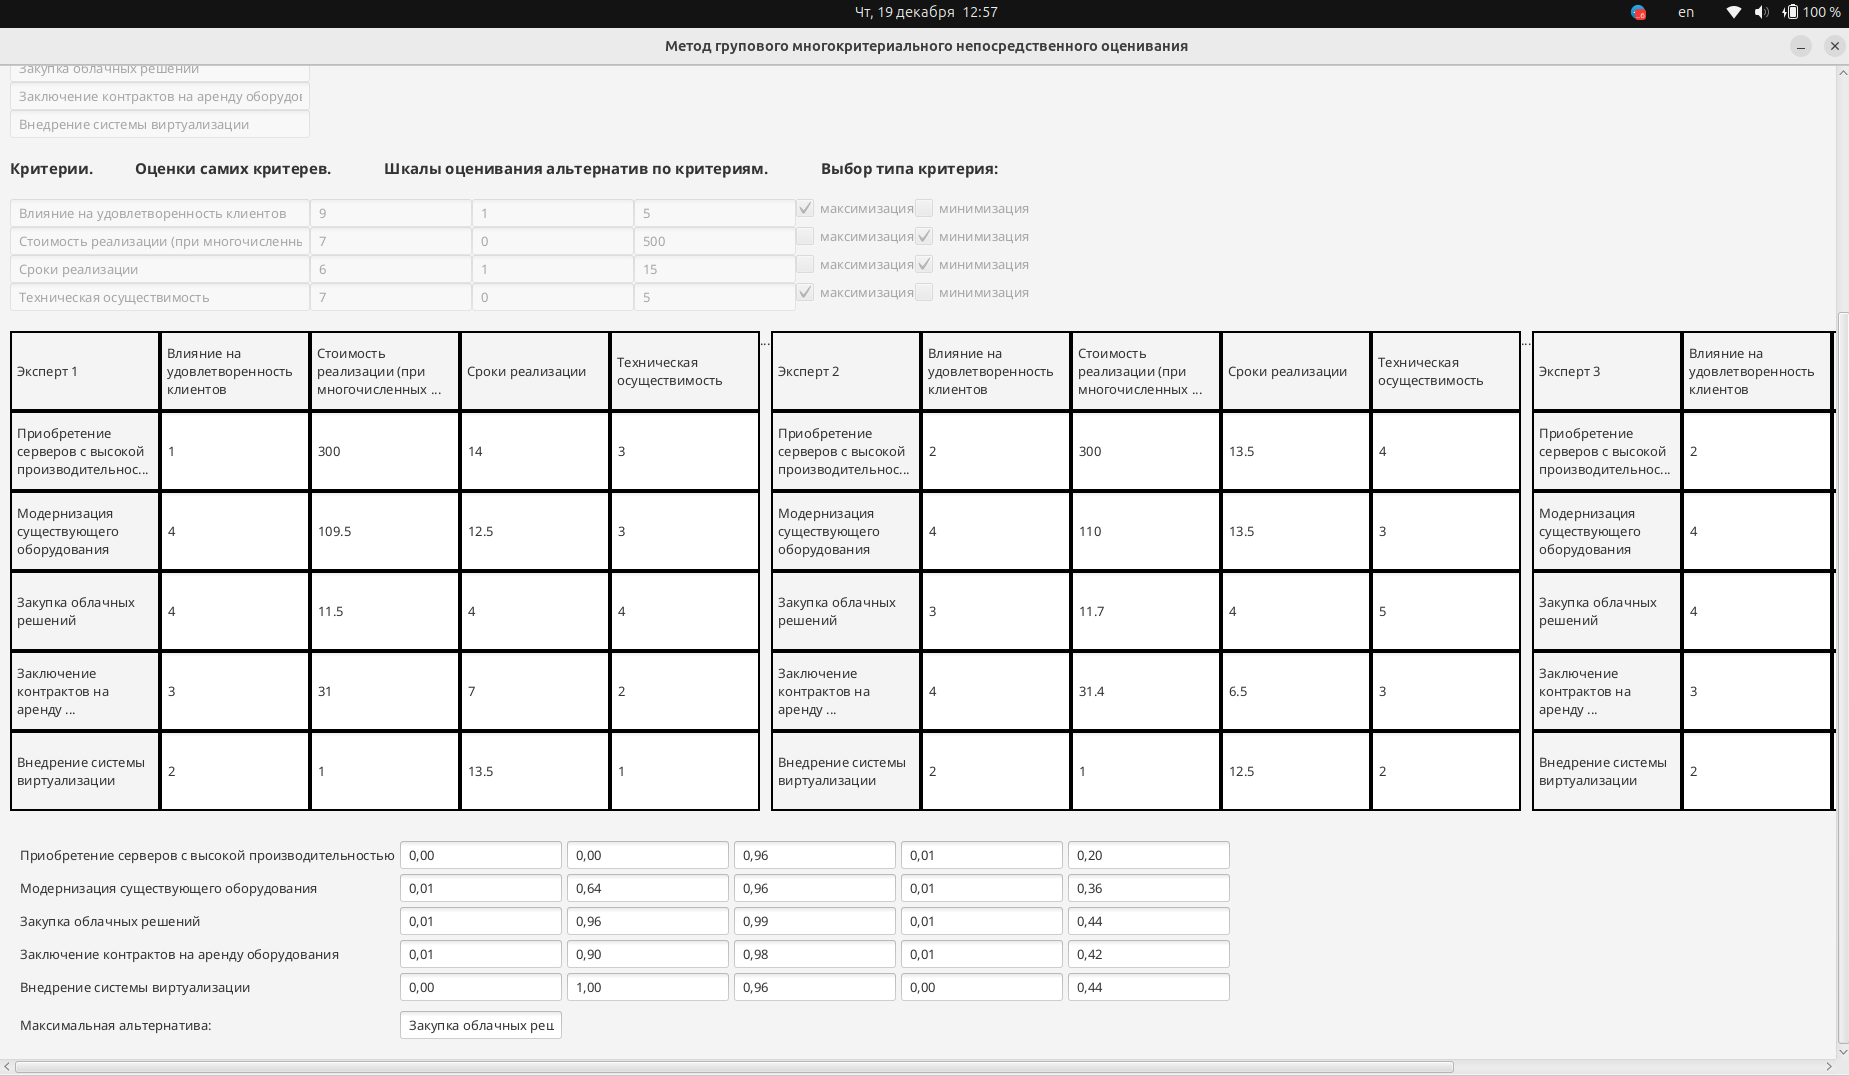 Чт, 19 декабря 12:57
en
100 %
Метод групового многокритериального непосредственного оценивания
Закупка облачных решений
Заключение контрактов на аренду оборудов
Внедрение системы виртуализации
Критерии. Оценки самих критерев. Шкалы оценивания альтернатив по критериям. Выбор типа критерия:
Влияние на удовлетворенность клиентов 9 1 5 максимизация минимизация
Стоимость реализации (при многочисленны 7 0 500 максимизация минимизация
Сроки реализации 6 1 15 максимизация минимизация
Техническая осуществимость 7 0 5 максимизация минимизация
Эксперт 1
Влияние на
удовлетворенность
клиентов
Стоимость
реализации (при
многочисленных ...
Сроки реализации
Техническая
осуществимость
...
Эксперт 2
Влияние на
удовлетворенность
клиентов
Стоимость
реализации (при
многочисленных ...
Сроки реализации
Техническая
осуществимость
...
Эксперт 3
Влияние на
удовлетворенность
клиентов
Приобретение
серверов с высокой
производительнос...
1 300 14 3
Приобретение
серверов с высокой
производительнос...
2 300 13.5 4
Приобретение
серверов с высокой
производительнос...
2
Модернизация
существующего
оборудования
4 109.5 12.5 3
Модернизация
существующего
оборудования
4 110 13.5 3
Модернизация
существующего
оборудования
4
Закупка облачных
решений
4 11.5 4 4
Закупка облачных
решений
3 11.7 4 5
Закупка облачных
решений
4
Заключение
контрактов на
аренду ...
3 31 7 2
Заключение
контрактов на
аренду ...
4 31.4 6.5 3
Заключение
контрактов на
аренду ...
3
Внедрение системы
виртуализации
2 1 13.5 1
Внедрение системы
виртуализации
2 1 12.5 2
Внедрение системы
виртуализации
2
Приобретение серверов с высокой производительностью 0,00 0,00 0,96 0,01 0,20
Модернизация существующего оборудования 0,01 0,64 0,96 0,01 0,36
Закупка облачных решений 0,01 0,96 0,99 0,01 0,44
Заключение контрактов на аренду оборудования 0,01 0,90 0,98 0,01 0,42
Внедрение системы виртуализации 0,00 1,00 0,96 0,00 0,44
Максимальная альтернатива: Закупка облачных реш